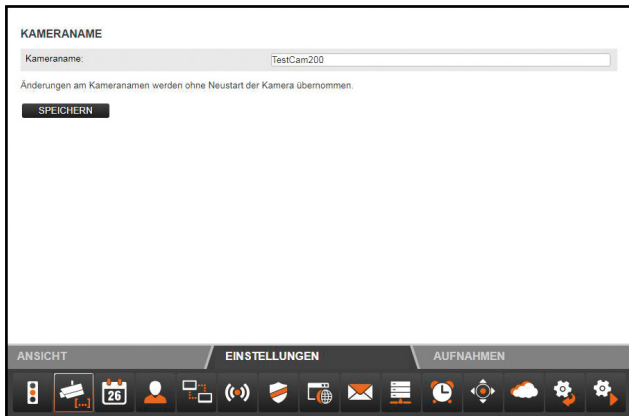 KAMERANAME
Kameraname: TestCam200
Änderungen am Kameranamen werden ohne Neustart der Kamera übernommen.
SPEICHERN
ANSICHT EINSTELLUNGEN AUFNAHMEN
[...] 26